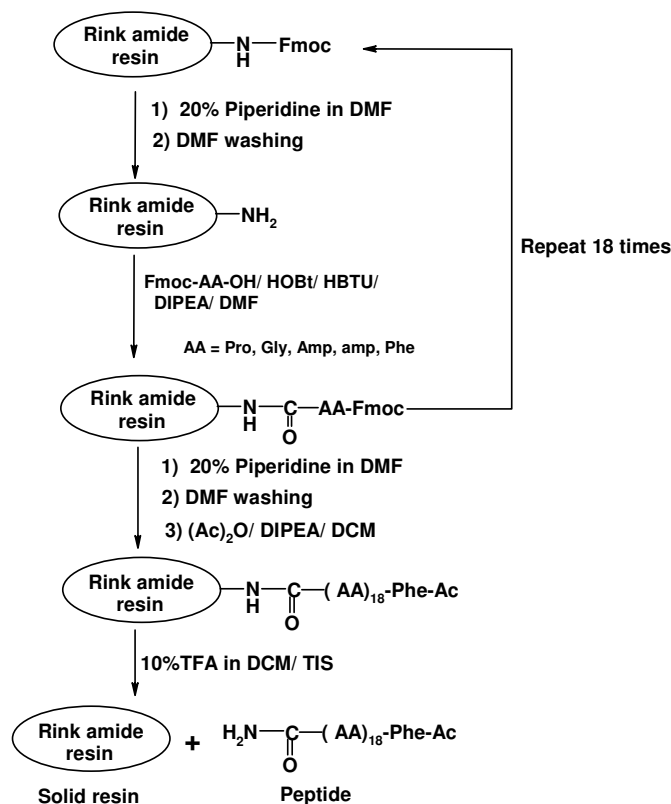 Rink amide
resin
N
H
Fmoc
1) 20% Piperidine in DMF
2) DMF washing
Rink amide
resin
NH2
Repeat 18 times
Fmoc-AA-OH/ HOBt/ HBTU/
DIPEA/ DMF
AA = Pro, Gly, Amp, amp, Phe
Rink amide
resin
N
H
C
O
AA-Fmoc
1) 20% Piperidine in DMF
2) DMF washing
3) (Ac)2O/ DIPEA/ DCM
Rink amide
resin
N
H
C
O
( AA)18-Phe-Ac
10%TFA in DCM/ TIS
Rink amide
resin
+
H2N
C
O
( AA)18-Phe-Ac
Solid resin
Peptide